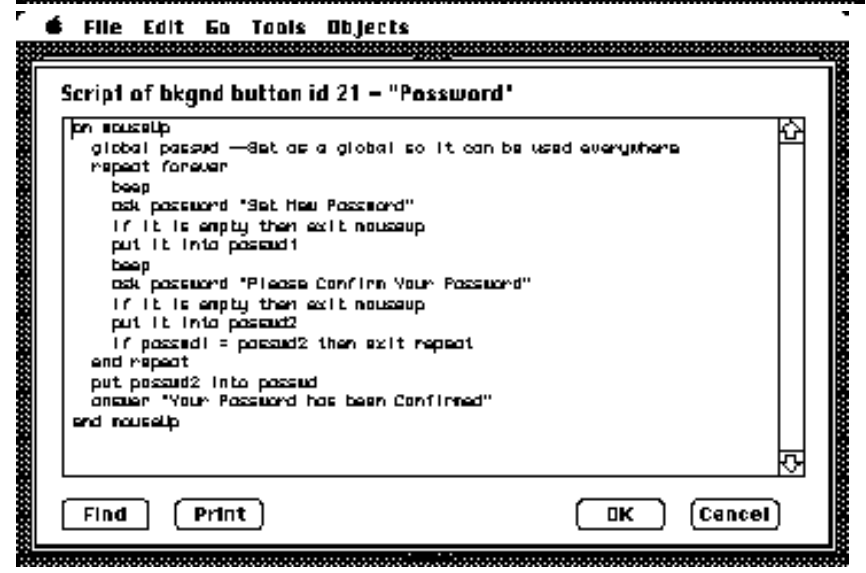 File Edit Go Tools Objects
Script of bkgnd button id 21 = "Password"
on mouseUp
global passwd --Set as a global so it can be used everywhere
repeat forever
beep
ask password "Set New Password"
if it is empty then exit mouseup
put it into passwd1
beep
ask password "Please Confirm Your Password"
if it is empty then exit mouseup
put it into passwd2
if passwd1 = passwd2 then exit repeat
end repeat
put passwd2 into passwd
answer "Your Password has been Confirmed"
end mouseUp
Find Print OK Cancel